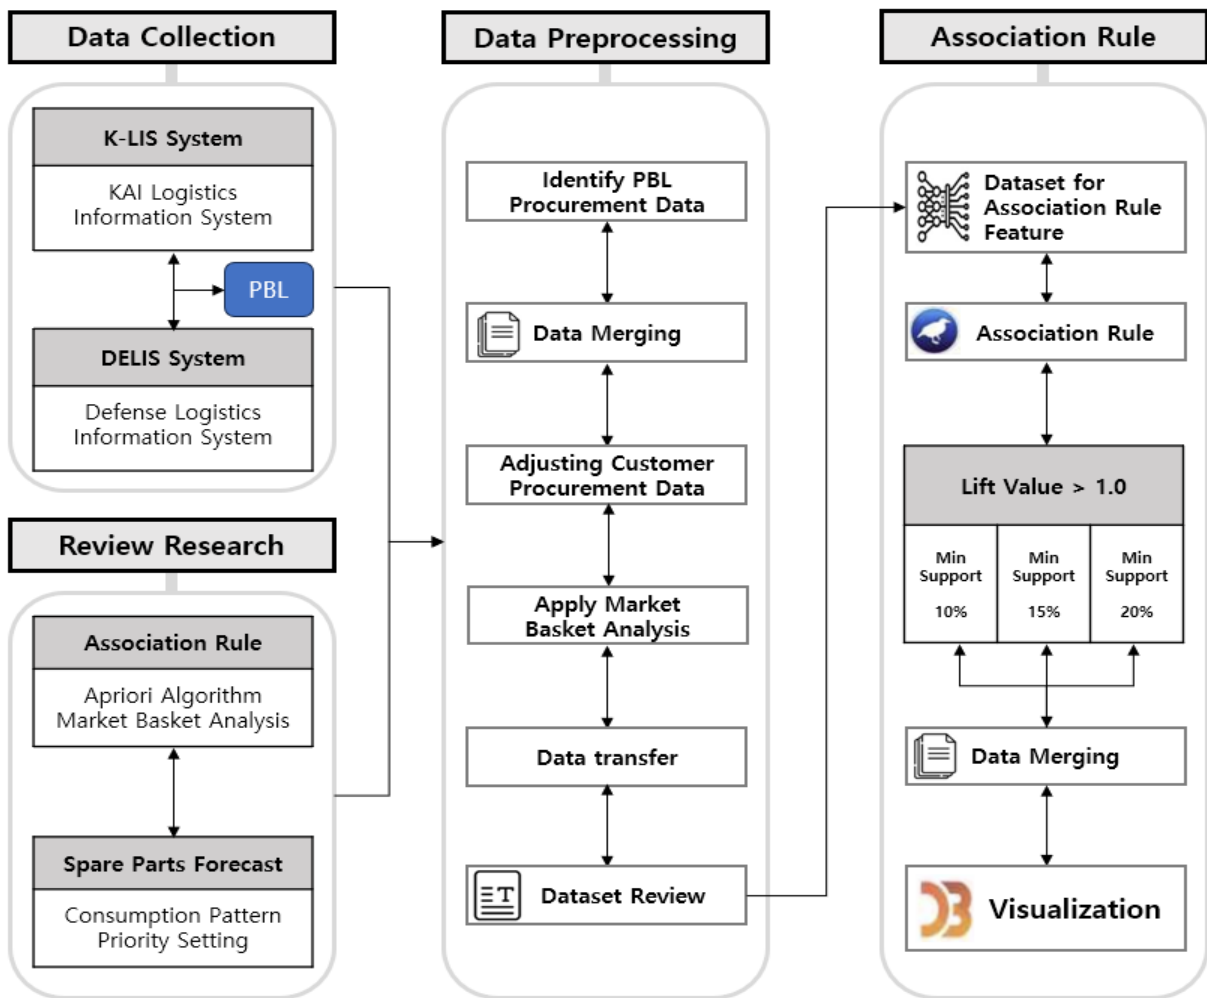 Data Collection
K-LIS System
KAI Logistics
Information System
PBL
DELIS System
Defense Logistics
Information System
Review Research
Association Rule
Apriori Algorithm
Market Basket Analysis
Spare Parts Forecast
Consumption Pattern
Priority Setting
Data Preprocessing
Identify PBL
Procurement Data
Data Merging
Adjusting Customer
Procurement Data
Apply Market
Basket Analysis
Data transfer
T
Dataset Review
Association Rule
Dataset for
Association Rule
Feature
Association Rule
Lift Value > 1.0
Min
Support
10%
Min
Support
15%
Min
Support
20%
Data Merging
Visualization